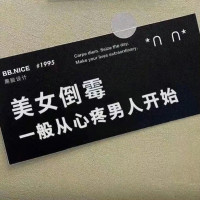 BB.NICE #1995
Carpe diem. Seize the day.
Make your lives extraordinary.
*∩ ∩*
美女倒霉
一般从心疼男人开始